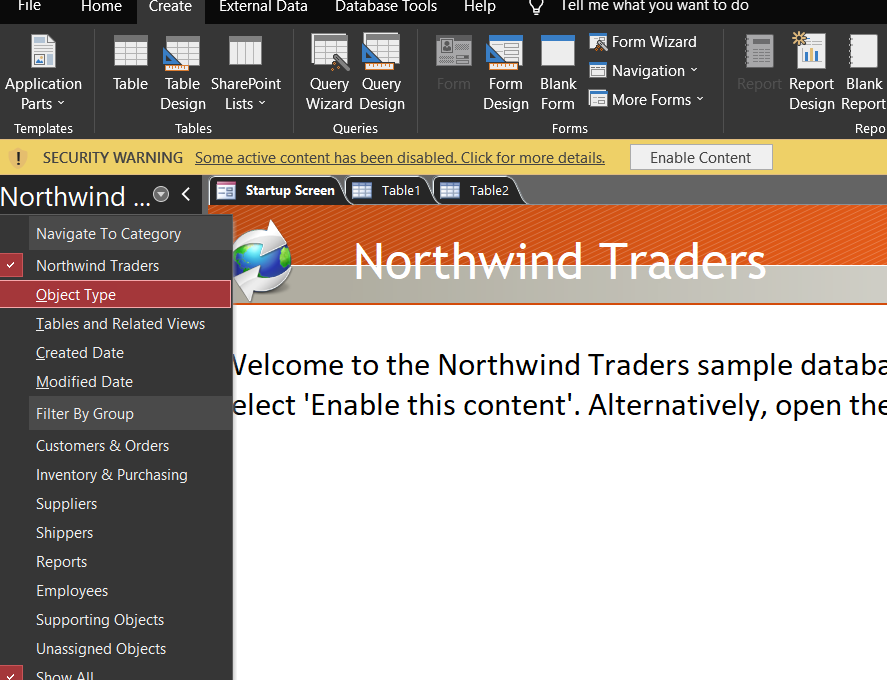 File Home Create External Data Database Tools Help Tell me what you want to do
Application Parts
Table
Table Design
SharePoint Lists
Query Wizard
Query Design
Form
Form Design
Blank Form
Form Wizard
Navigation
More Forms
Report
Report Design
Blank Report
Templates Tables Queries Forms Repo
! SECURITY WARNING Some active content has been disabled. Click for more details. Enable Content
Northwind ...
Startup Screen Table1 Table2
Navigate To Category
Northwind Traders
Object Type
Tables and Related Views
Created Date
Modified Date
Filter By Group
Customers & Orders
Inventory & Purchasing
Suppliers
Shippers
Reports
Employees
Supporting Objects
Unassigned Objects
Show All
Northwind Traders
Welcome to the Northwind Traders sample databa
elect 'Enable this content'. Alternatively, open the